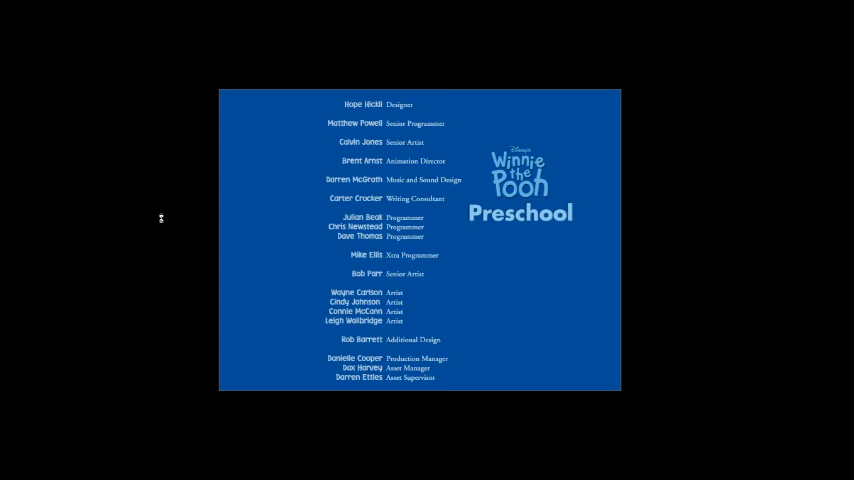 Hope Hickli Designer
Matthew Powell Senior Programmer
Calvin Jones Senior Artist
Brent Arnst Animation Director
Darren McGrath Music and Sound Design
Carter Crocker Writing Consultant
Julian Beak Programmer
Chris Newstead Programmer
Dave Thomas Programmer
Mike Ellis Xtra Programmer
Bob Parr Senior Artist
Wayne Carlson Artist
Cindy Johnson Artist
Connie McCann Artist
Leigh Wallbridge Artist
Rob Barrett Additional Design
Danielle Cooper Production Manager
Dax Harvey Asset Manager
Darren Ettles Asset Supervisor
Disney's
Winnie
the
Pooh
Preschool